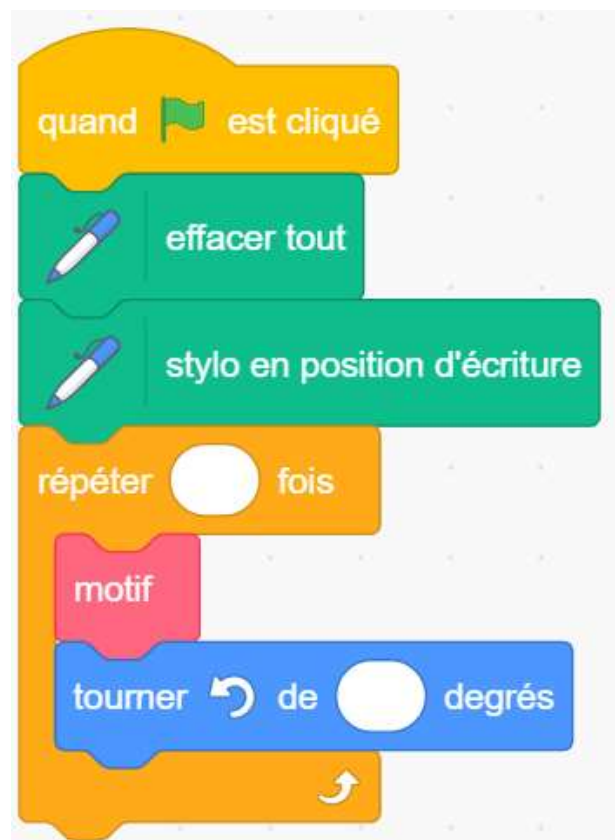 quand est cliqué
effacer tout
stylo en position d'écriture
répéter fois
motif
tourner de degrés